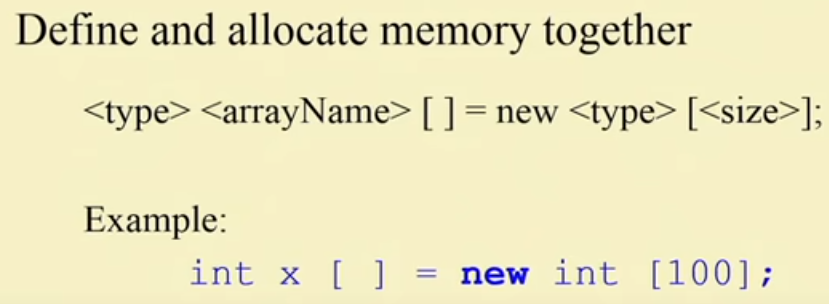 Define and allocate memory together
<type> <arrayName> [ ] = new <type> [<size>];
Example:
int x [ ] = new int [100];